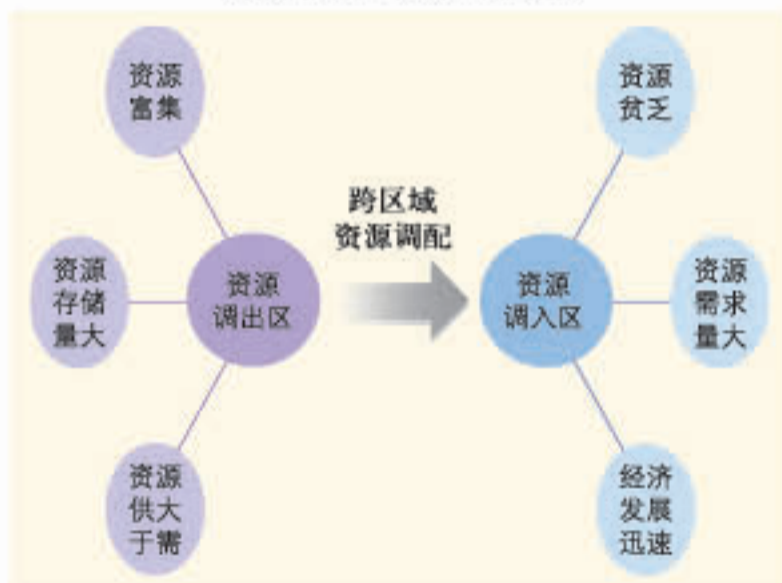 资源
富集
资源
存储
量大
资源
供大
于需
资源
调出区
跨区域
资源调配
资源
调入区
资源
贫乏
资源
需求
量大
经济
发展
迅速